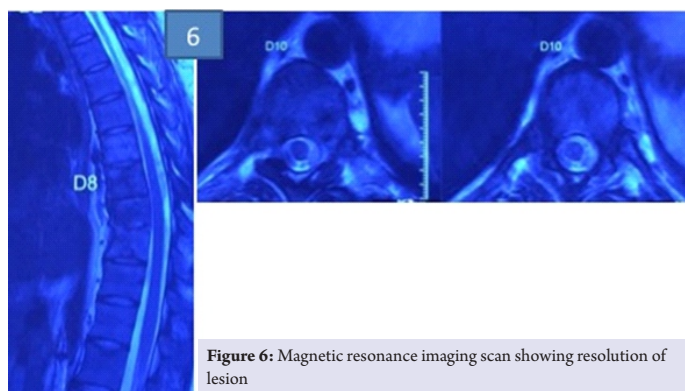 6
D10
D10
D8
Figure 6: Magnetic resonance imaging scan showing resolution of
lesion